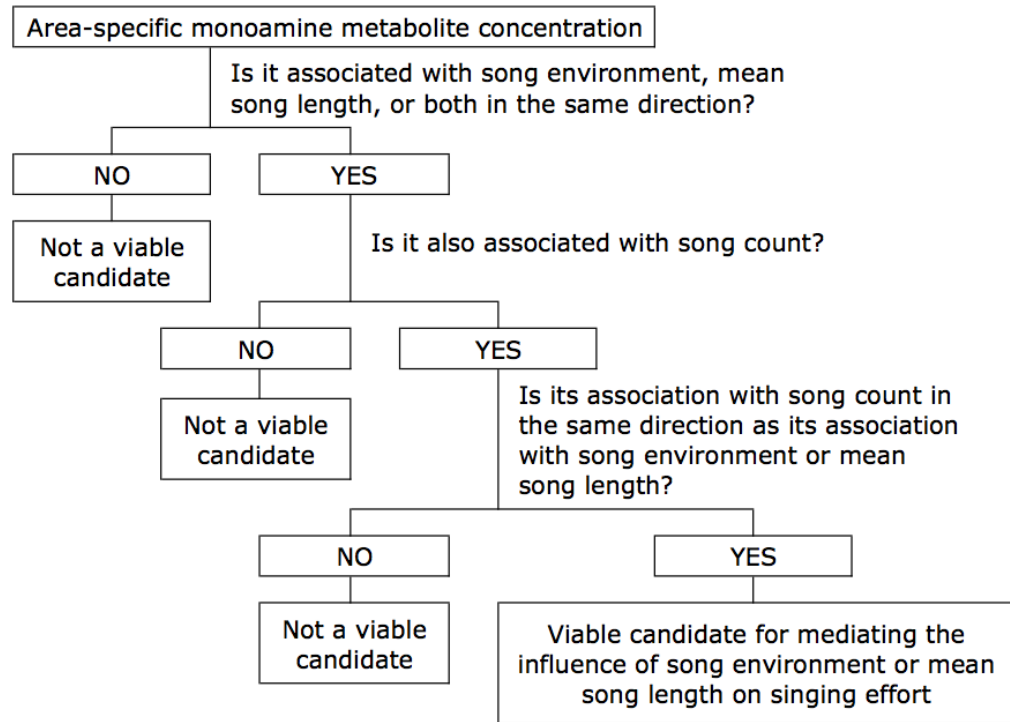 Area-specific monoamine metabolite concentration
Is it associated with song environment, mean
song length, or both in the same direction?
NO
YES
Not a viable
candidate
Is it also associated with song count?
NO
YES
Not a viable
candidate
Is its association with song count in
the same direction as its association
with song environment or mean
song length?
NO
YES
Not a viable
candidate
Viable candidate for mediating the
influence of song environment or mean
song length on singing effort